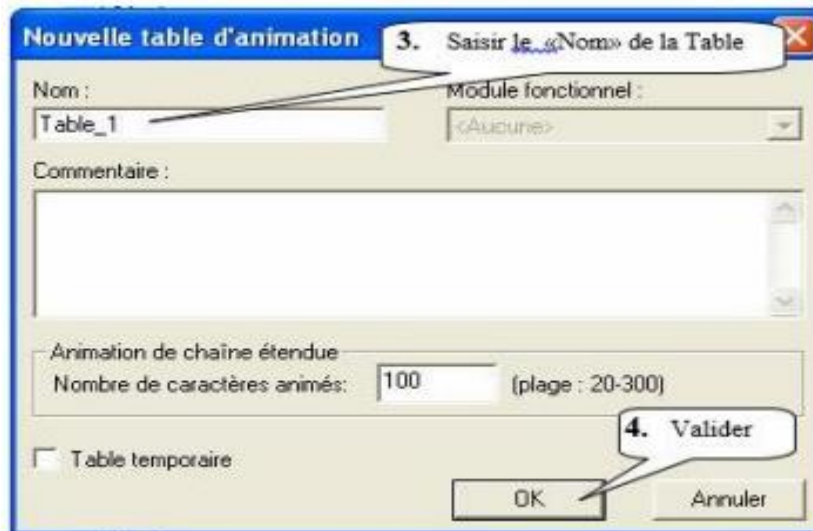 Nouvelle table d'animation
3. Saisir le «Nom» de la Table
Nom :
Module fonctionnel :
Table_1
<Aucune>
Commentaire :
Animation de chaîne étendue
Nombre de caractères animés: 100 (plage : 20-300)
4. Valider
Table temporaire
OK
Annuler